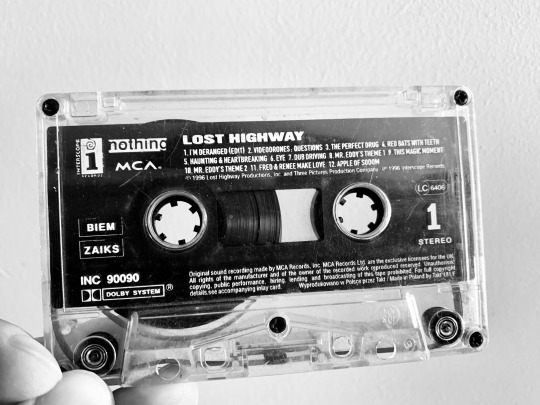 INTERSCOPE RECORDS
nothing
MCA®
LOST HIGHWAY
1. I'M DERANGED (EDIT) 2. VIDEODRONES; QUESTIONS 3. THE PERFECT DRUG 4. RED BATS WITH TEETH
5. HAUNTING & HEARTBREAKING 6. EYE 7. DUB DRIVING 8. MR. EDDY'S THEME 1 9 THIS MAGIC MOMENT
10. MR. EDDY'S THEME 2 11 FRED & RENEE MAKE LOVE 12. APPLE OF SODOM
© 1996 Lost Highway Productions, Inc. and Three Pictures Production Company. ℗ 1996 Interscope Records
LC 6406
BIEM
ZAIKS
1
STEREO
INC 90090
DOLBY SYSTEM®
Original sound recording made by MCA Records, Inc. MCA Records Ltd. are the exclusive licensees for the UK.
All rights of the manufacturer and of the owner of the recorded work reproduced reserved. Unauthorised
copying, public performance, hiring, lending and broadcasting of this tape prohibited. For full copyright
details,see accompanying inlay card.
Wyprodukowano w Polsce przez Takt / Made in Poland by Takt